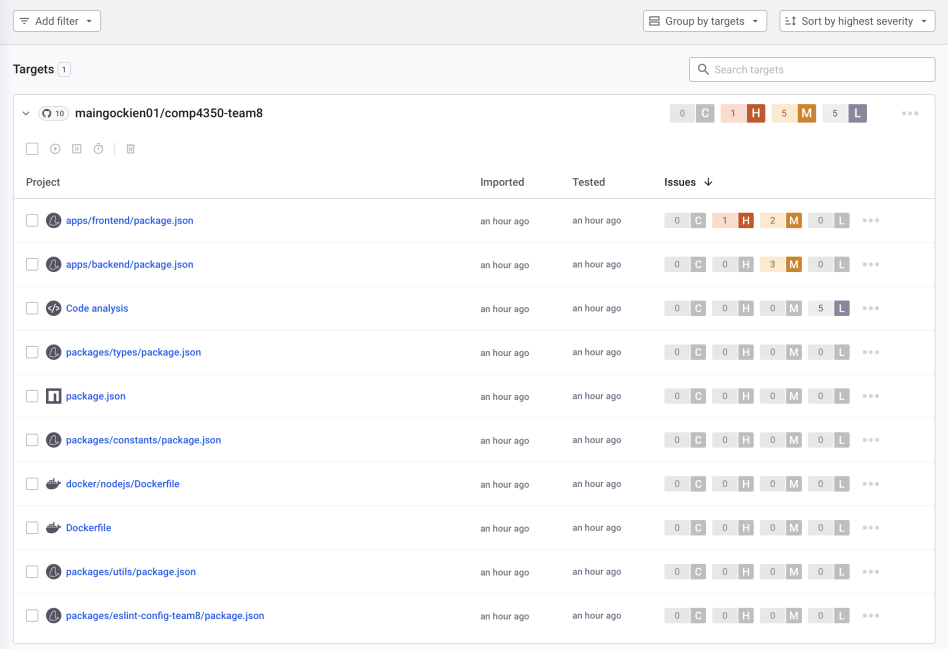 Add filter
Group by targets
Sort by highest severity
Targets 1
Search targets
10 maingockien01/comp4350-team8 0 C 1 H 5 M 5 L
Project Imported Tested Issues
apps/frontend/package.json an hour ago an hour ago 0 C 1 H 2 M 0 L
apps/backend/package.json an hour ago an hour ago 0 C 0 H 3 M 0 L
Code analysis an hour ago an hour ago 0 C 0 H 0 M 5 L
packages/types/package.json an hour ago an hour ago 0 C 0 H 0 M 0 L
package.json an hour ago an hour ago 0 C 0 H 0 M 0 L
packages/constants/package.json an hour ago an hour ago 0 C 0 H 0 M 0 L
docker/nodejs/Dockerfile an hour ago an hour ago 0 C 0 H 0 M 0 L
Dockerfile an hour ago an hour ago 0 C 0 H 0 M 0 L
packages/utils/package.json an hour ago an hour ago 0 C 0 H 0 M 0 L
packages/eslint-config-team8/package.json an hour ago an hour ago 0 C 0 H 0 M 0 L